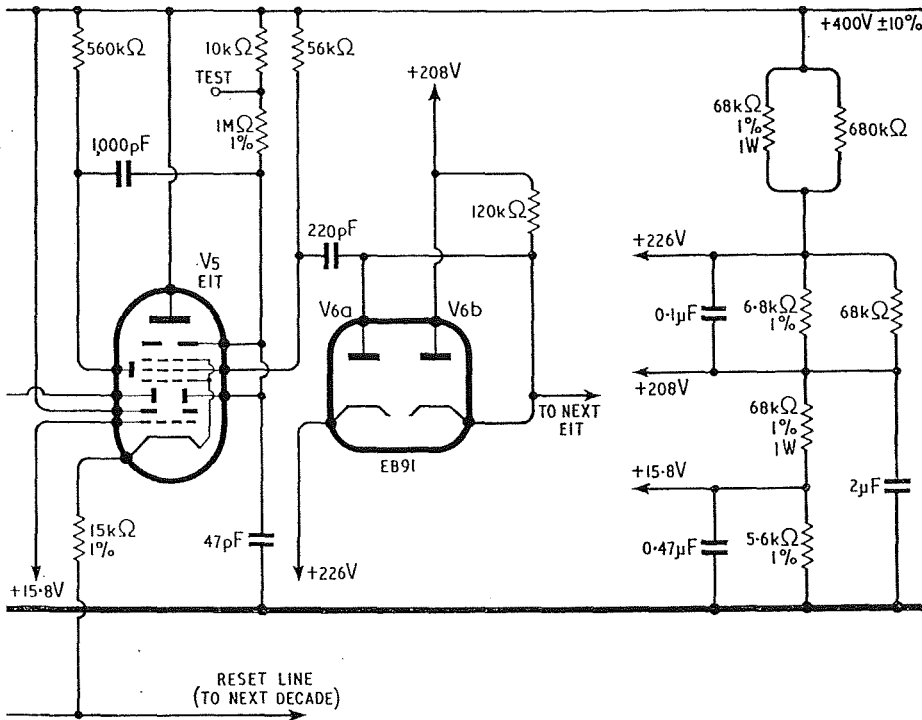 +400V ±10%
560kΩ
10kΩ
56kΩ
TEST
+208V
68kΩ
1%
1W
680kΩ
1MΩ
1%
1,000pF
120kΩ
220pF
+226V
V5
E1T
V6a
V6b
0·1μF
6·8kΩ
1%
68kΩ
+208V
TO NEXT
E1T
68kΩ
1%
1W
EB91
+15·8V
2μF
15kΩ
1%
47pF
0·47μF
5·6kΩ
1%
+15·8V
+226V
RESET LINE
(TO NEXT DECADE)